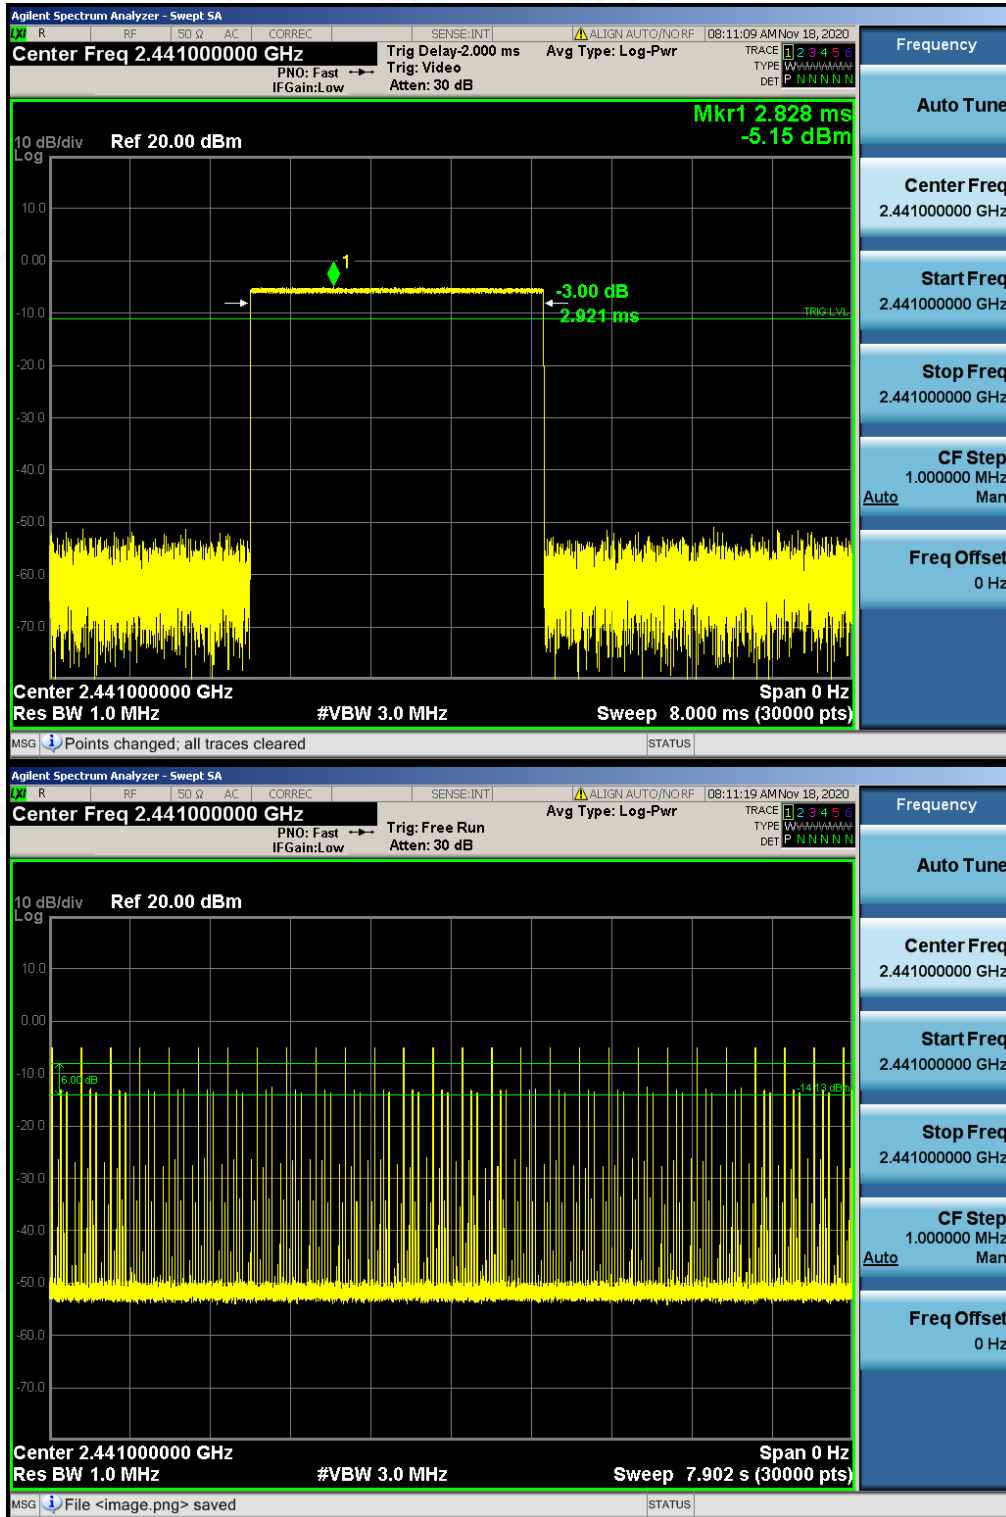 Agilent Spectrum Analyzer - Swept SA
LXI R RF 50 Ω AC CORREC SENSE:INT ALIGN AUTO/NO RF 08:11:09 AM Nov 18, 2020
Center Freq 2.441000000 GHz
PNO: Fast
IFGain:Low
Trig Delay-2.000 ms
Trig: Video
Atten: 30 dB
Avg Type: Log-Pwr
TRACE 1 2 3 4 5 6
TYPE WWWWWW
DET P N N N N N
Mkr1 2.828 ms
-5.15 dBm
10 dB/div Ref 20.00 dBm
Log
10.0
0.00
-10.0
-20.0
-30.0
-40.0
-50.0
-60.0
-70.0
1
-3.00 dB
2.921 ms
TRIG LVL
Center 2.441000000 GHz Span 0 Hz
Res BW 1.0 MHz #VBW 3.0 MHz Sweep 8.000 ms (30000 pts)
MSG Points changed; all traces cleared STATUS
Frequency
Auto Tune
Center Freq
2.441000000 GHz
Start Freq
2.441000000 GHz
Stop Freq
2.441000000 GHz
CF Step
1.000000 MHz
Auto Man
Freq Offset
0 Hz
Agilent Spectrum Analyzer - Swept SA
LXI R RF 50 Ω AC CORREC SENSE:INT ALIGN AUTO/NO RF 08:11:19 AM Nov 18, 2020
Center Freq 2.441000000 GHz
PNO: Fast
IFGain:Low
Trig: Free Run
Atten: 30 dB
Avg Type: Log-Pwr
TRACE 1 2 3 4 5 6
TYPE WWWWWW
DET P N N N N N
10 dB/div Ref 20.00 dBm
Log
10.0
0.00
-10.0
-20.0
-30.0
-40.0
-50.0
-60.0
-70.0
6.00 dB
-14.13 dBm
Center 2.441000000 GHz Span 0 Hz
Res BW 1.0 MHz #VBW 3.0 MHz Sweep 7.902 s (30000 pts)
MSG File <image.png> saved STATUS
Frequency
Auto Tune
Center Freq
2.441000000 GHz
Start Freq
2.441000000 GHz
Stop Freq
2.441000000 GHz
CF Step
1.000000 MHz
Auto Man
Freq Offset
0 Hz